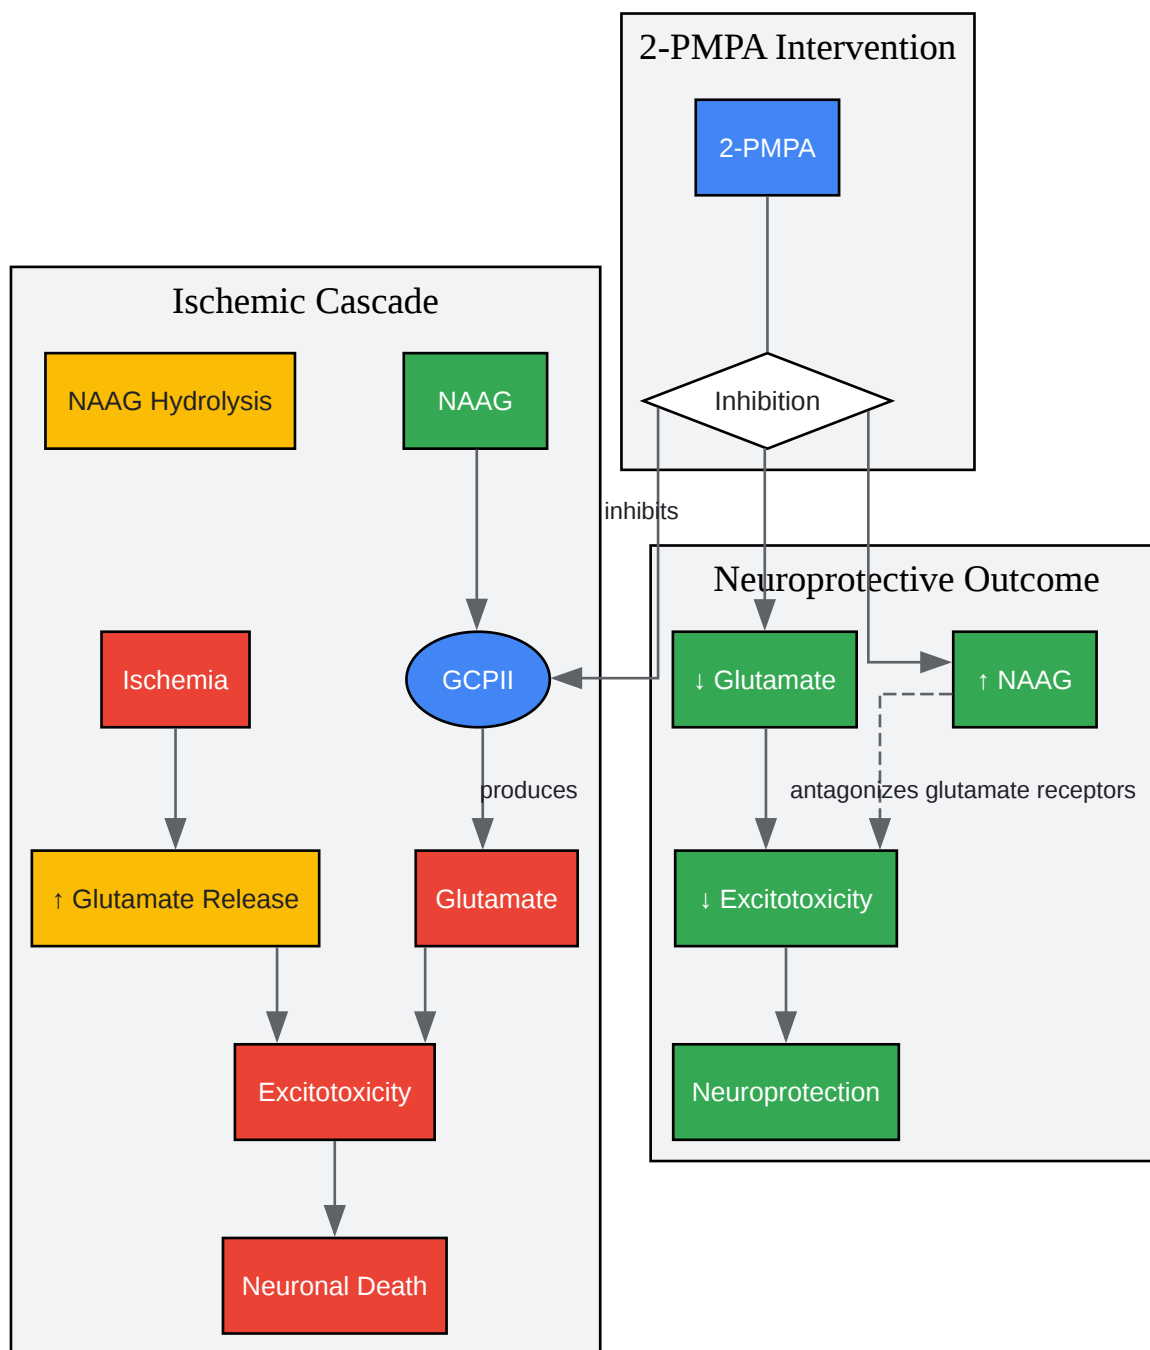 2-PMPA Intervention
2-PMPA
Inhibition
inhibits
Ischemic Cascade
NAAG Hydrolysis
NAAG
Ischemia
GCPII
produces
↑ Glutamate Release
Glutamate
Excitotoxicity
Neuronal Death
Neuroprotective Outcome
↓ Glutamate
↑ NAAG
antagonizes glutamate receptors
↓ Excitotoxicity
Neuroprotection